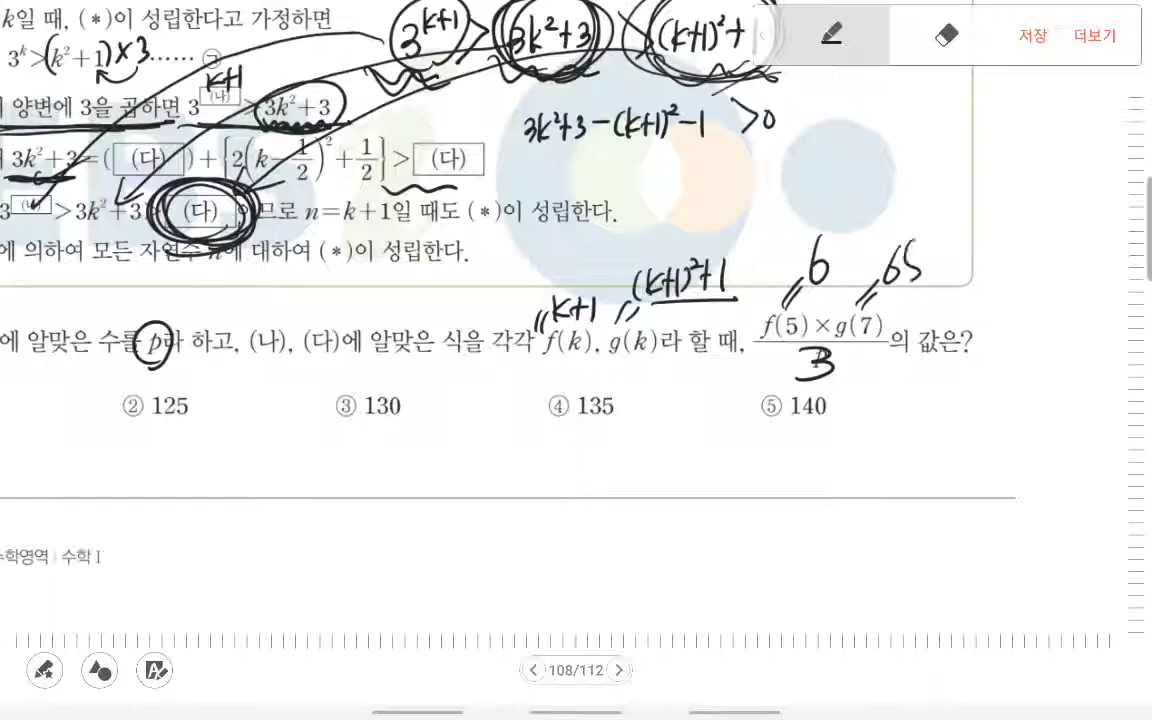 k일 때, (*)이 성립한다고 가정하면
3^{k+1} > 3k²+3 > (k+1)²+1
3^k>(k²+1)×3 ······ ㉠
k+1
양변에 3을 곱하면 3^{(나)}>3k²+3
3k²+3-(k+1)²-1 >0
3k²+3=( (다) )+{2(k-1/2)²+1/2}> (다)
3^{(나)}>3k²+3> (다) 이므로 n=k+1일 때도 (*)이 성립한다.
에 의하여 모든 자연수 n에 대하여 (*)이 성립한다.
k+1 (k+1)²+1 6 65
에 알맞은 수를 p라 하고, (나), (다)에 알맞은 식을 각각 f(k), g(k)라 할 때, f(5)×g(7)/3 의 값은?
② 125 ③ 130 ④ 135 ⑤ 140
수학영역 수학 I
저장 더보기
108/112